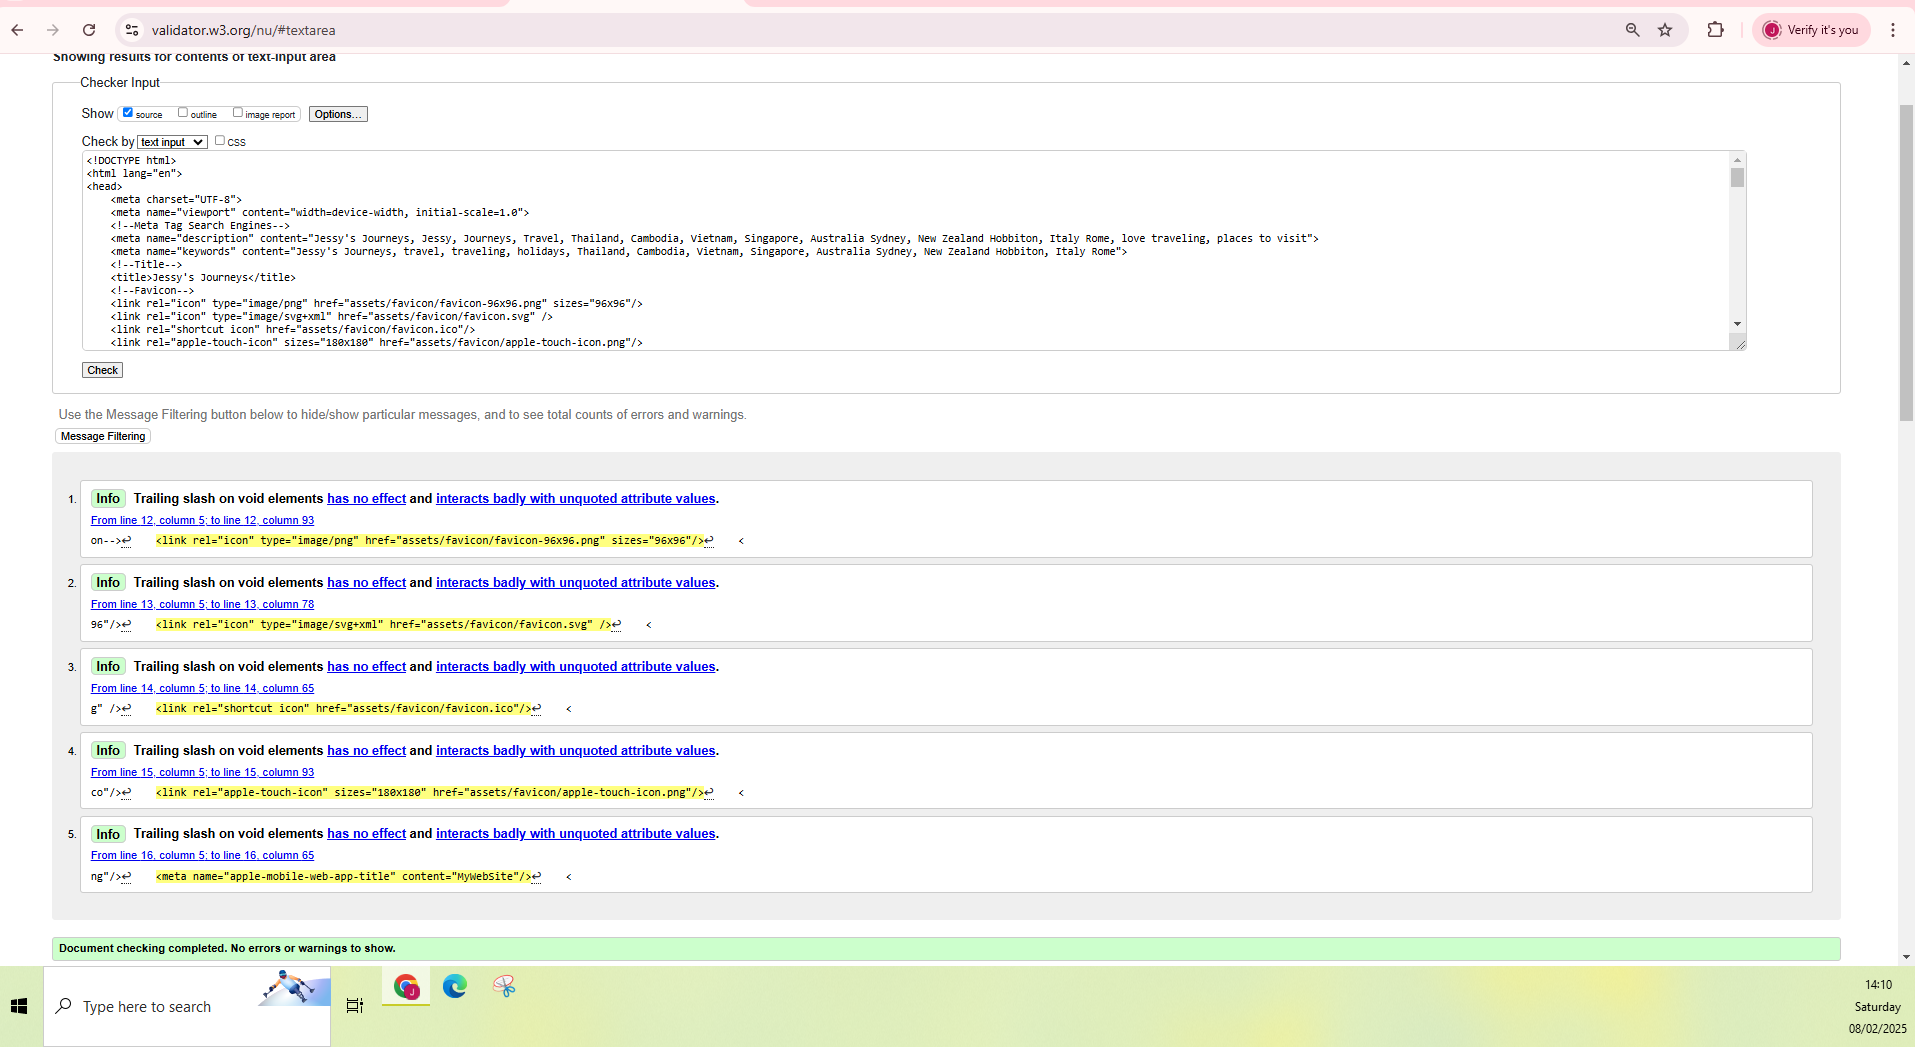 validator.w3.org/nu/#textarea
Verify it's you
Showing results for contents of text-input area
Checker Input
Show source outline image report Options...
Check by text input CSS
<!DOCTYPE html>
<html lang="en">
<head>
<meta charset="UTF-8">
<meta name="viewport" content="width=device-width, initial-scale=1.0">
<!--Meta Tag Search Engines-->
<meta name="description" content="Jessy's Journeys, Jessy, Journeys, Travel, Thailand, Cambodia, Vietnam, Singapore, Australia Sydney, New Zealand Hobbiton, Italy Rome, love traveling, places to visit">
<meta name="keywords" content="Jessy's Journeys, travel, traveling, holidays, Thailand, Cambodia, Vietnam, Singapore, Australia Sydney, New Zealand Hobbiton, Italy Rome">
<!--Title-->
<title>Jessy's Journeys</title>
<!--Favicon-->
<link rel="icon" type="image/png" href="assets/favicon/favicon-96x96.png" sizes="96x96"/>
<link rel="icon" type="image/svg+xml" href="assets/favicon/favicon.svg" />
<link rel="shortcut icon" href="assets/favicon/favicon.ico"/>
<link rel="apple-touch-icon" sizes="180x180" href="assets/favicon/apple-touch-icon.png"/>
Check
Use the Message Filtering button below to hide/show particular messages, and to see total counts of errors and warnings.
Message Filtering
1. Info Trailing slash on void elements has no effect and interacts badly with unquoted attribute values.
From line 12, column 5; to line 12, column 93
on-->↩ <link rel="icon" type="image/png" href="assets/favicon/favicon-96x96.png" sizes="96x96"/>↩ <
2. Info Trailing slash on void elements has no effect and interacts badly with unquoted attribute values.
From line 13, column 5; to line 13, column 78
96"/>↩ <link rel="icon" type="image/svg+xml" href="assets/favicon/favicon.svg" />↩ <
3. Info Trailing slash on void elements has no effect and interacts badly with unquoted attribute values.
From line 14, column 5; to line 14, column 65
g" />↩ <link rel="shortcut icon" href="assets/favicon/favicon.ico"/>↩ <
4. Info Trailing slash on void elements has no effect and interacts badly with unquoted attribute values.
From line 15, column 5; to line 15, column 93
co"/>↩ <link rel="apple-touch-icon" sizes="180x180" href="assets/favicon/apple-touch-icon.png"/>↩ <
5. Info Trailing slash on void elements has no effect and interacts badly with unquoted attribute values.
From line 16, column 5; to line 16, column 65
ng"/>↩ <meta name="apple-mobile-web-app-title" content="MyWebSite"/>↩ <
Document checking completed. No errors or warnings to show.
Type here to search
14:10
Saturday
08/02/2025